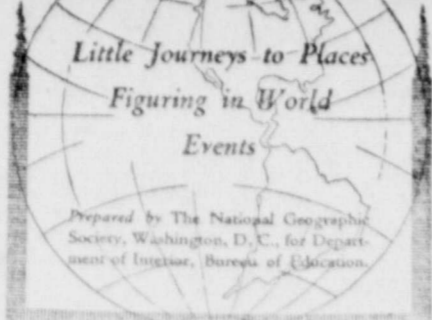 Little Journeys to Places
Figuring in World
Events
Prepared by The National Geographic
Society, Washington, D. C., for Depart-
ment of Interior, Bureau of Education.